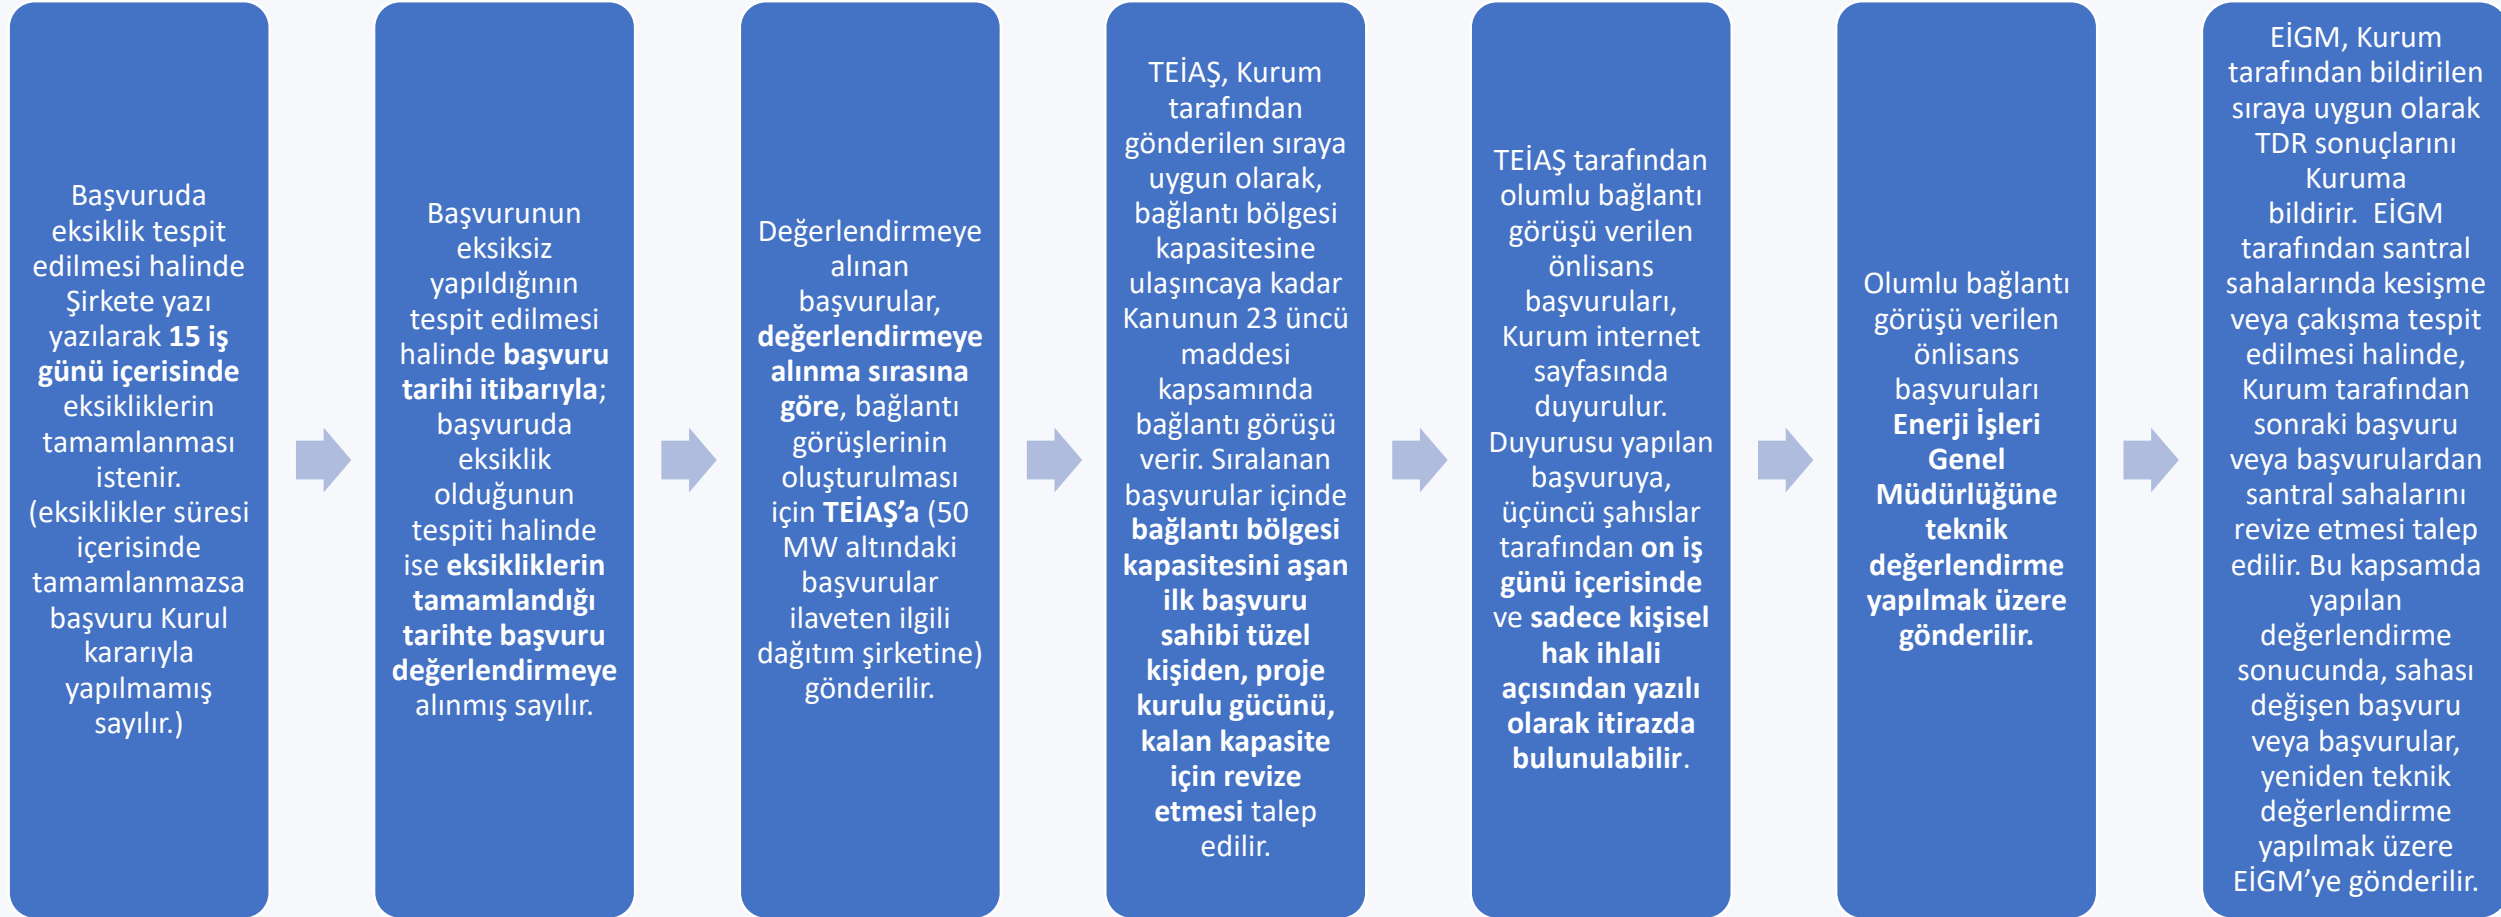 Başvuruda
eksiklik tespit
edilmesi halinde
Şirkete yazı
yazılarak 15 iş
günü içerisinde
eksikliklerin
tamamlanması
istenir.
(eksiklikler süresi
içerisinde
tamamlanmazsa
başvuru Kurul
kararıyla
yapılmamış
sayılır.)
Başvurunun
eksiksiz
yapıldığının
tespit edilmesi
halinde başvuru
tarihi itibarıyla;
başvuruda
eksiklik
olduğunun
tespiti halinde
ise eksikliklerin
tamamlandığı
tarihte başvuru
değerlendirmeye
alınmış sayılır.
Değerlendirmeye
alınan
başvurular,
değerlendirmeye
alınma sırasına
göre, bağlantı
görüşlerinin
oluşturulması
için TEİAŞ’a (50
MW altındaki
başvurular
ilaveten ilgili
dağıtım şirketine)
gönderilir.
TEİAŞ, Kurum
tarafından
gönderilen sıraya
uygun olarak,
bağlantı bölgesi
kapasitesine
ulaşıncaya kadar
Kanunun 23 üncü
maddesi
kapsamında
bağlantı görüşü
verir. Sıralanan
başvurular içinde
bağlantı bölgesi
kapasitesini aşan
ilk başvuru
sahibi tüzel
kişiden, proje
kurulu gücünü,
kalan kapasite
için revize
etmesi talep
edilir.
TEİAŞ tarafından
olumlu bağlantı
görüşü verilen
önlisans
başvuruları,
Kurum internet
sayfasında
duyurulur.
Duyurusu yapılan
başvuruya,
üçüncü şahıslar
tarafından on iş
günü içerisinde
ve sadece kişisel
hak ihlali
açısından yazılı
olarak itirazda
bulunulabilir.
Olumlu bağlantı
görüşü verilen
önlisans
başvuruları
Enerji İşleri
Genel
Müdürlüğüne
teknik
değerlendirme
yapılmak üzere
gönderilir.
EİGM, Kurum
tarafından bildirilen
sıraya uygun olarak
TDR sonuçlarını
Kuruma
bildirir.  EİGM
tarafından santral
sahalarında kesişme
veya çakışma tespit
edilmesi halinde,
Kurum tarafından
sonraki başvuru
veya başvurulardan
santral sahalarını
revize etmesi talep
edilir. Bu kapsamda
yapılan
değerlendirme
sonucunda, sahası
değişen başvuru
veya başvurular,
yeniden teknik
değerlendirme
yapılmak üzere
EİGM’ye gönderilir.